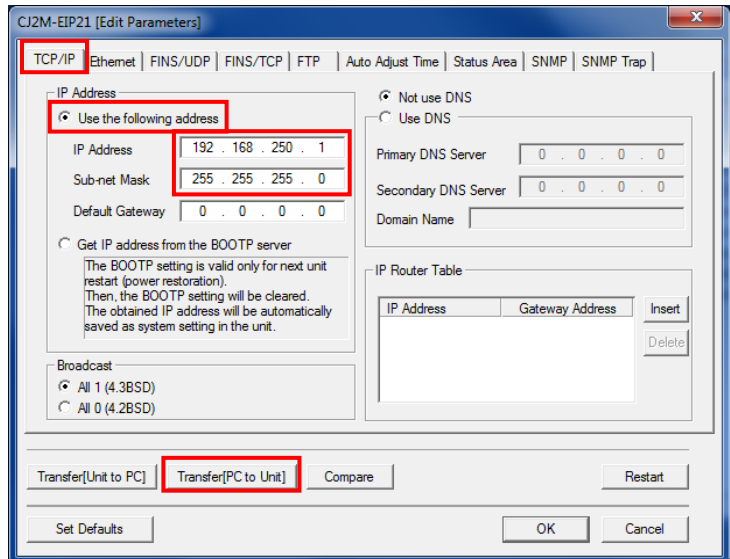 CJ2M-EIP21 [Edit Parameters]
TCP/IP Ethernet FINS/UDP FINS/TCP FTP Auto Adjust Time Status Area SNMP SNMP Trap
IP Address
Use the following address
IP Address 192 . 168 . 250 . 1
Sub-net Mask 255 . 255 . 255 . 0
Default Gateway 0 . 0 . 0 . 0
Get IP address from the BOOTP server
The BOOTP setting is valid only for next unit
restart (power restoration).
Then, the BOOTP setting will be cleared.
The obtained IP address will be automatically
saved as system setting in the unit.
Broadcast
All 1 (4.3BSD)
All 0 (4.2BSD)
Not use DNS
Use DNS
Primary DNS Server 0 . 0 . 0 . 0
Secondary DNS Server 0 . 0 . 0 . 0
Domain Name
IP Router Table
IP Address Gateway Address
Insert
Delete
Transfer[Unit to PC] Transfer[PC to Unit] Compare Restart
Set Defaults OK Cancel